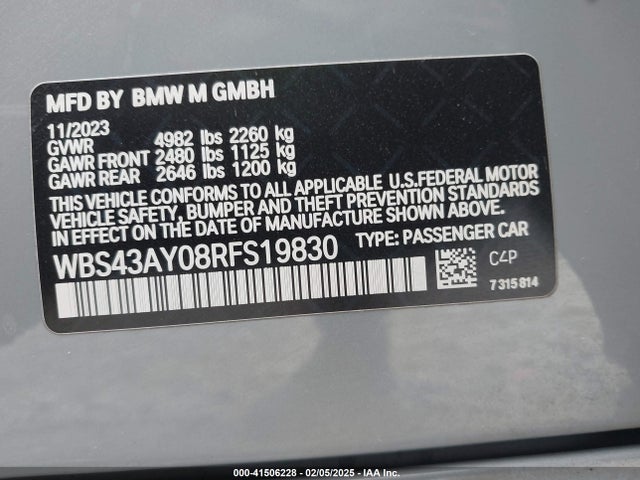 MFD BY BMW M GMBH
11/2023
GVWR 4982 lbs 2260 kg
GAWR FRONT 2480 lbs 1125 kg
GAWR REAR 2646 lbs 1200 kg
THIS VEHICLE CONFORMS TO ALL APPLICABLE U.S.FEDERAL MOTOR
VEHICLE SAFETY, BUMPER, AND THEFT PREVENTION STANDARDS
IN EFFECT ON THE DATE OF MANUFACTURE SHOWN ABOVE.
WBS43AY08RFS19830 TYPE: PASSENGER CAR
C4P
7 315 814
000-41506228 - 02/05/2025 - IAA Inc.